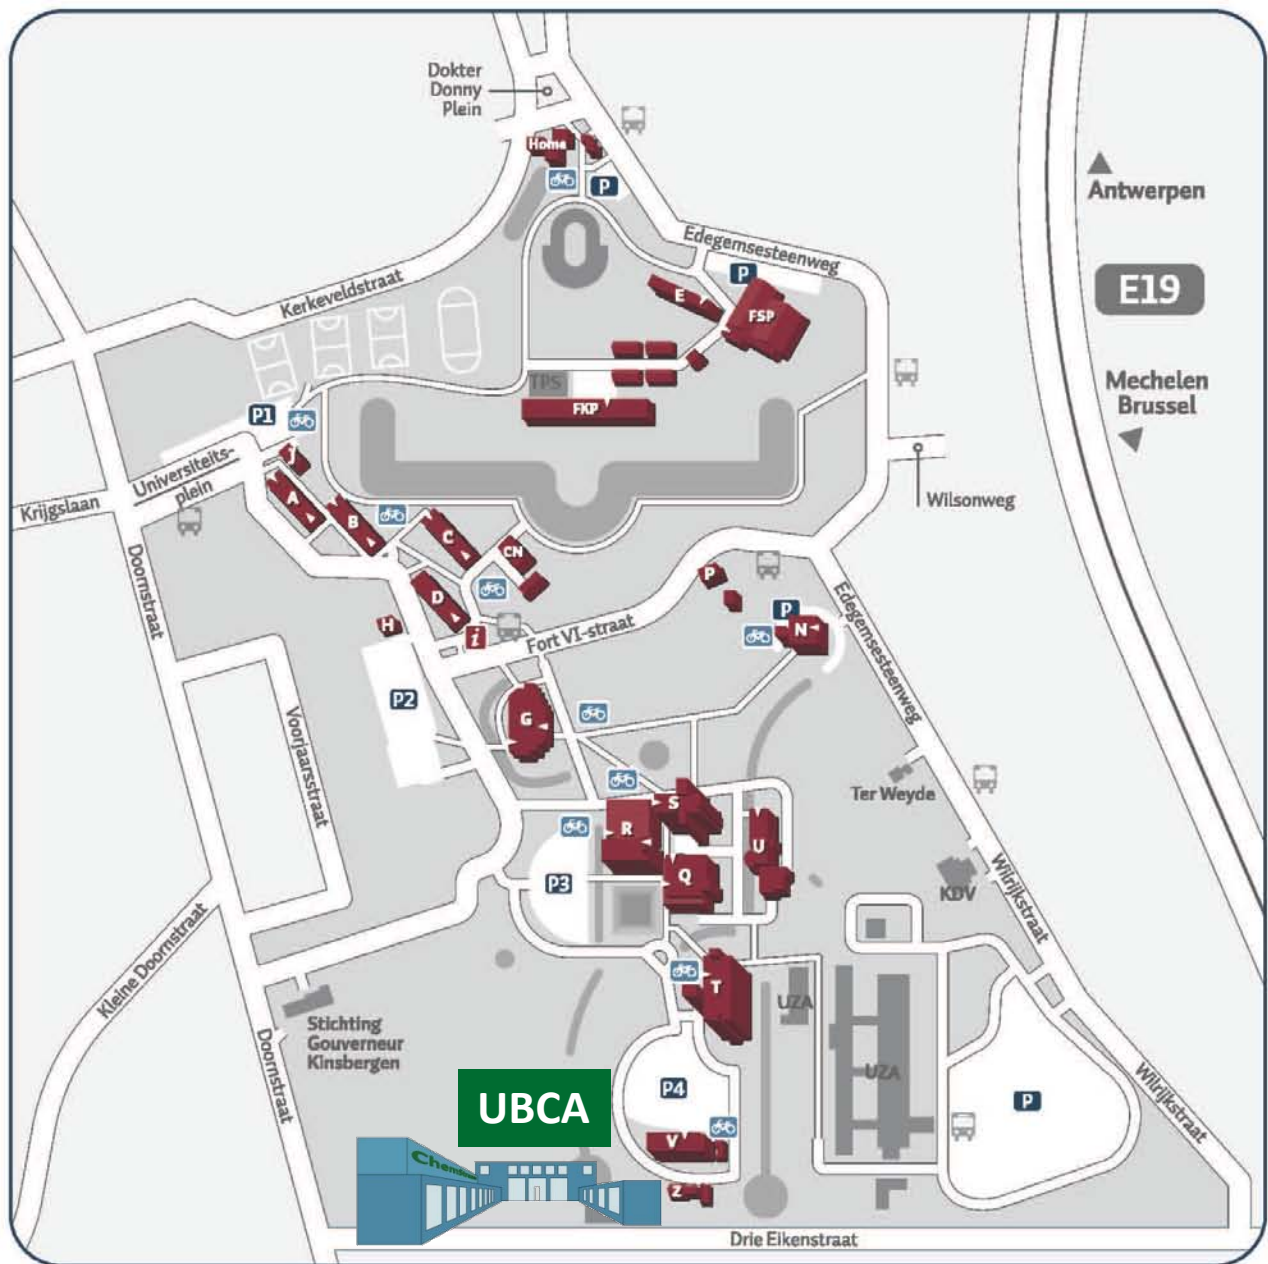 Dokter
Donny
Plein
Home
P
Antwerpen
Edegemsesteenweg
P
Kerkeveldstraat
E
FSP
E19
TPS
FKP
Mechelen
Brussel
P1
J
Universiteits-
plein
Krijgslaan
A
B
C
CN
Wilsonweg
Doornstraat
D
P
H
i
Fort VI-straat
P
N
Edegemsesteenweg
P2
G
Voorjaarsstraat
Ter Weyde
S
R
U
Q
P3
KDV
Wilrijkstraat
Kleine Doornstraat
T
UZA
Stichting
Gouverneur
Kinsbergen
Doornstraat
UZA
P4
P
Wilrijkstraat
UBCA
V
Z
Drie Eikenstraat